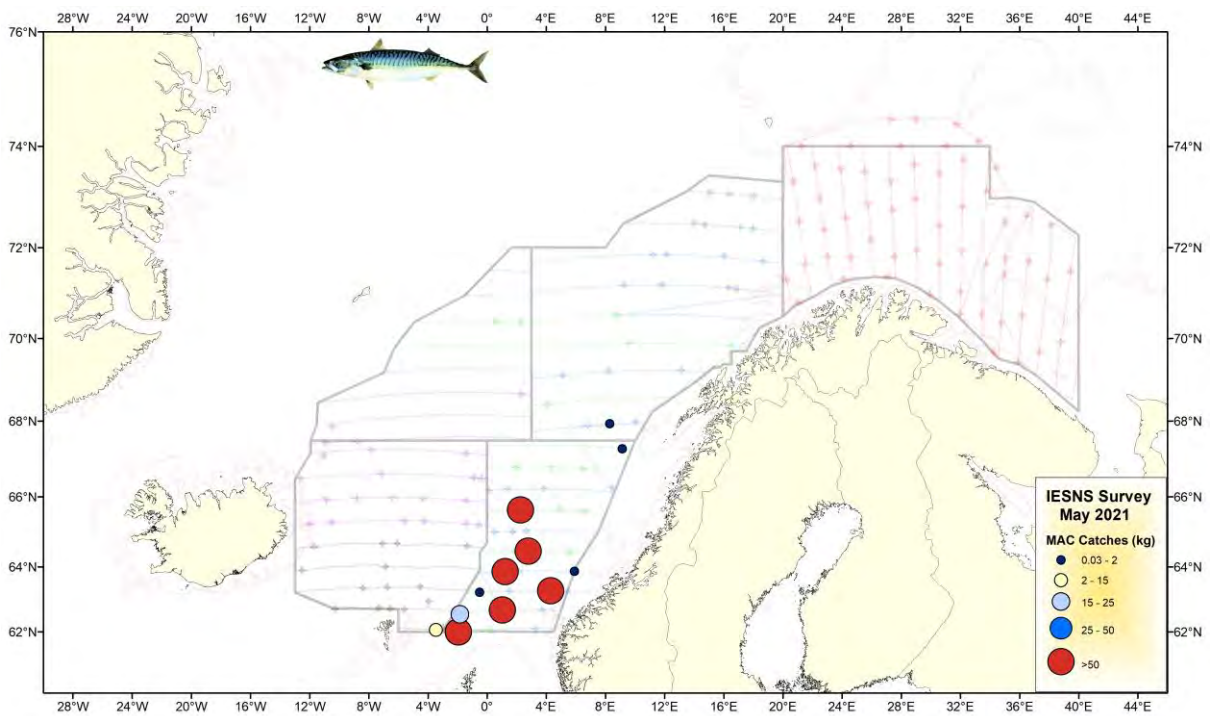 28°W 24°W 20°W 16°W 12°W 8°W 4°W 0° 4°E 8°E 12°E 16°E 20°E 24°E 28°E 32°E 36°E 40°E 44°E
76°N
74°N 74°N
72°N 72°N
70°N 70°N
68°N 68°N
66°N 66°N
64°N 64°N
62°N 62°N
IESNS Survey
May 2021
MAC Catches (kg)
0.03 - 2
2 - 15
15 - 25
25 - 50
>50
28°W 24°W 20°W 16°W 12°W 8°W 4°W 0° 4°E 8°E 12°E 16°E 20°E 24°E 28°E 32°E 36°E 40°E 44°E